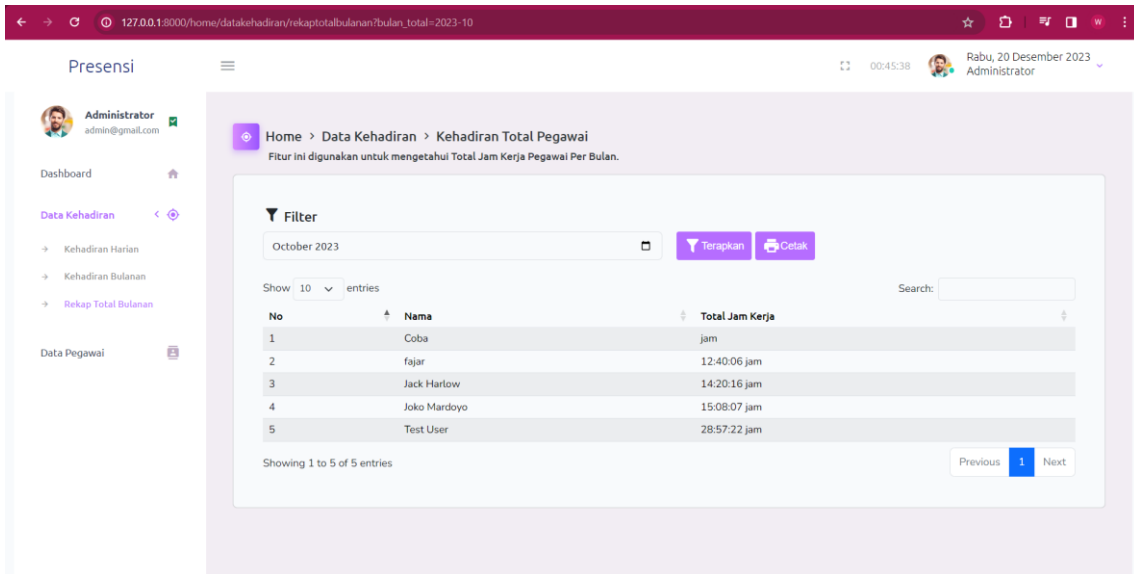 127.0.0.1:8000/home/datakehadiran/rekaptotalbulanan?bulan_total=2023-10
W
Presensi
00:45:38
Rabu, 20 Desember 2023
Administrator
Administrator
admin@gmail.com
Dashboard
Data Kehadiran
Kehadiran Harian
Kehadiran Bulanan
Rekap Total Bulanan
Data Pegawai
Home > Data Kehadiran > Kehadiran Total Pegawai
Fitur ini digunakan untuk mengetahui Total Jam Kerja Pegawai Per Bulan.
Filter
October 2023
Terapkan
Cetak
Show 10 entries
Search:
No Nama Total Jam Kerja
1 Coba jam
2 fajar 12:40:06 jam
3 Jack Harlow 14:20:16 jam
4 Joko Mardoyo 15:08:07 jam
5 Test User 28:57:22 jam
Showing 1 to 5 of 5 entries
Previous 1 Next